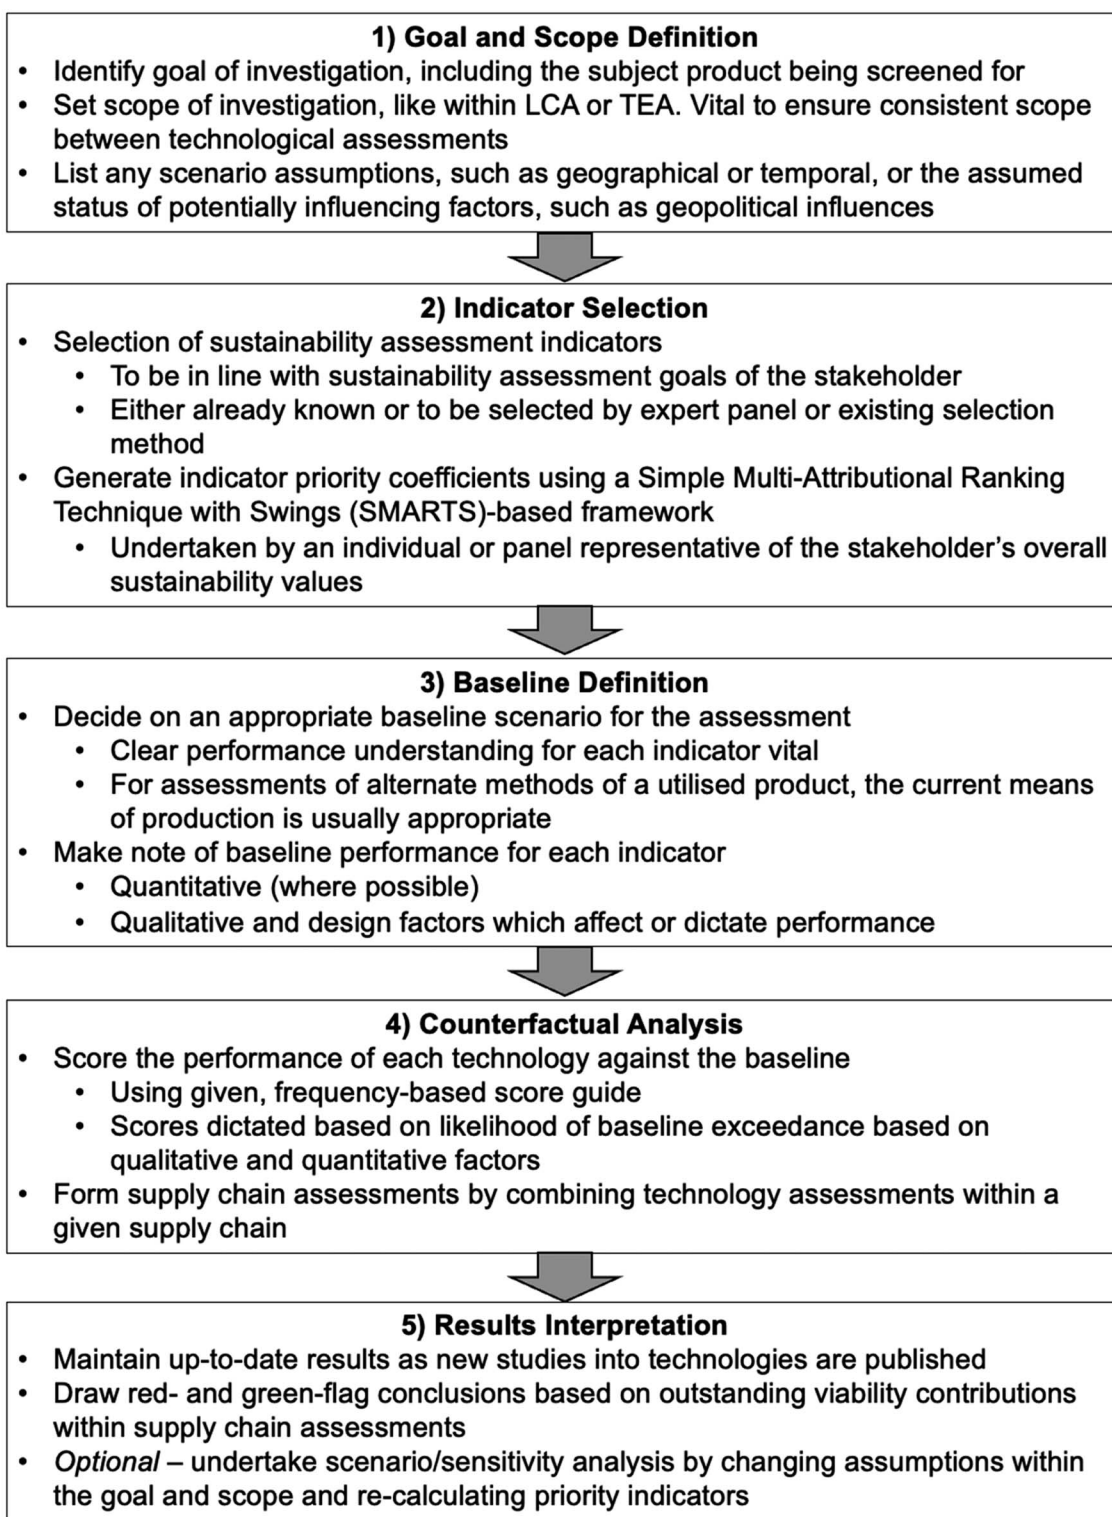 1) Goal and Scope Definition
• Identify goal of investigation, including the subject product being screened for
• Set scope of investigation, like within LCA or TEA. Vital to ensure consistent scope
between technological assessments
• List any scenario assumptions, such as geographical or temporal, or the assumed
status of potentially influencing factors, such as geopolitical influences
2) Indicator Selection
• Selection of sustainability assessment indicators
• To be in line with sustainability assessment goals of the stakeholder
• Either already known or to be selected by expert panel or existing selection
method
• Generate indicator priority coefficients using a Simple Multi-Attributional Ranking
Technique with Swings (SMARTS)-based framework
• Undertaken by an individual or panel representative of the stakeholder’s overall
sustainability values
3) Baseline Definition
• Decide on an appropriate baseline scenario for the assessment
• Clear performance understanding for each indicator vital
• For assessments of alternate methods of a utilised product, the current means
of production is usually appropriate
• Make note of baseline performance for each indicator
• Quantitative (where possible)
• Qualitative and design factors which affect or dictate performance
4) Counterfactual Analysis
• Score the performance of each technology against the baseline
• Using given, frequency-based score guide
• Scores dictated based on likelihood of baseline exceedance based on
qualitative and quantitative factors
• Form supply chain assessments by combining technology assessments within a
given supply chain
5) Results Interpretation
• Maintain up-to-date results as new studies into technologies are published
• Draw red- and green-flag conclusions based on outstanding viability contributions
within supply chain assessments
• Optional – undertake scenario/sensitivity analysis by changing assumptions within
the goal and scope and re-calculating priority indicators